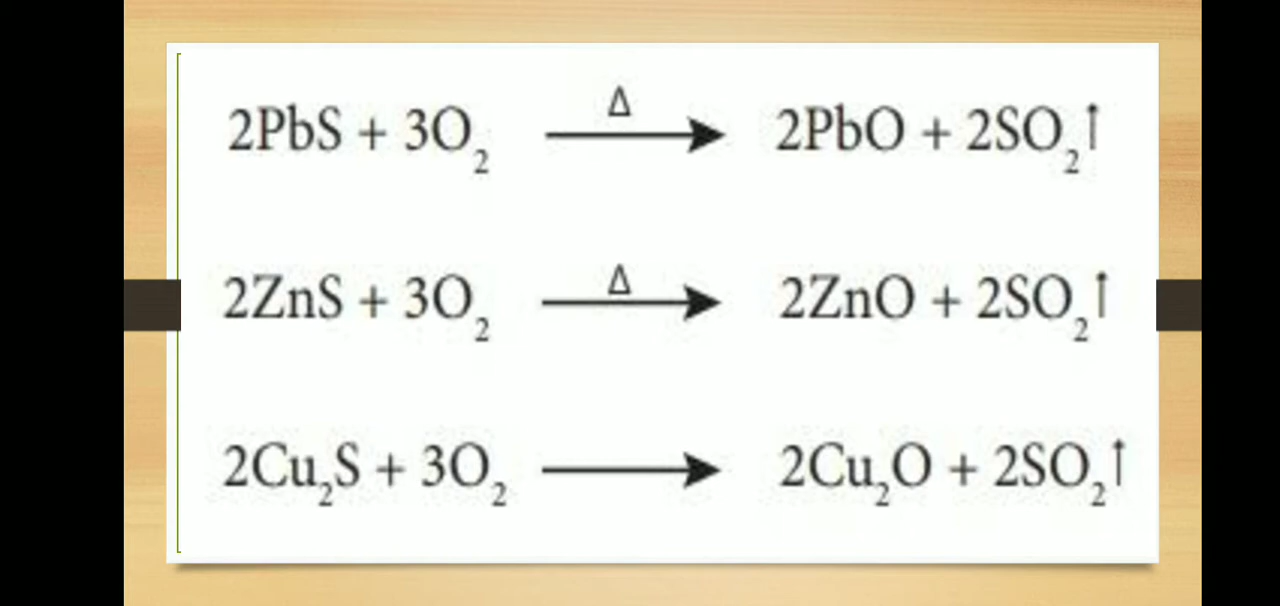 2PbS + 3O₂ —Δ→ 2PbO + 2SO₂↑
2ZnS + 3O₂ —Δ→ 2ZnO + 2SO₂↑
2Cu₂S + 3O₂ ⟶ 2Cu₂O + 2SO₂↑